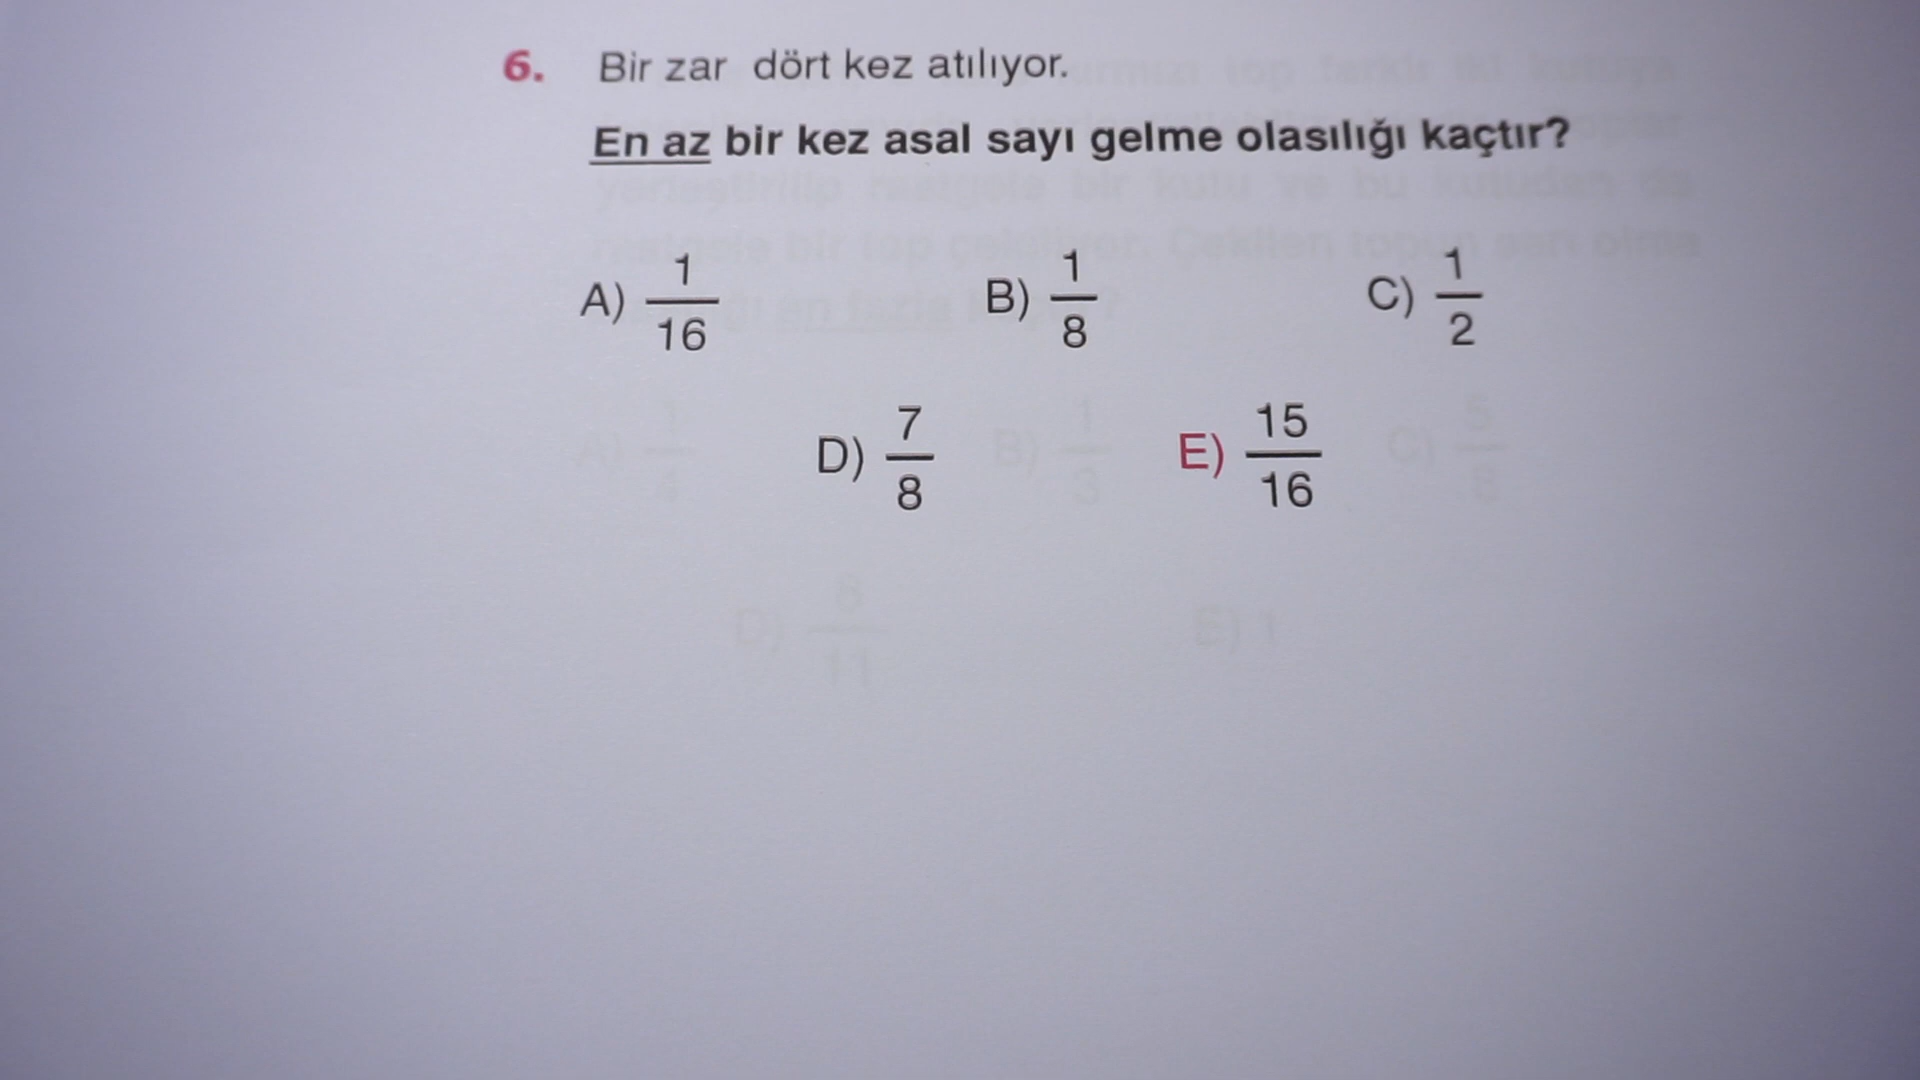 6. Bir zar dört kez atılıyor.
En az bir kez asal sayı gelme olasılığı kaçtır?
A) 1/16 B) 1/8 C) 1/2
D) 7/8 E) 15/16